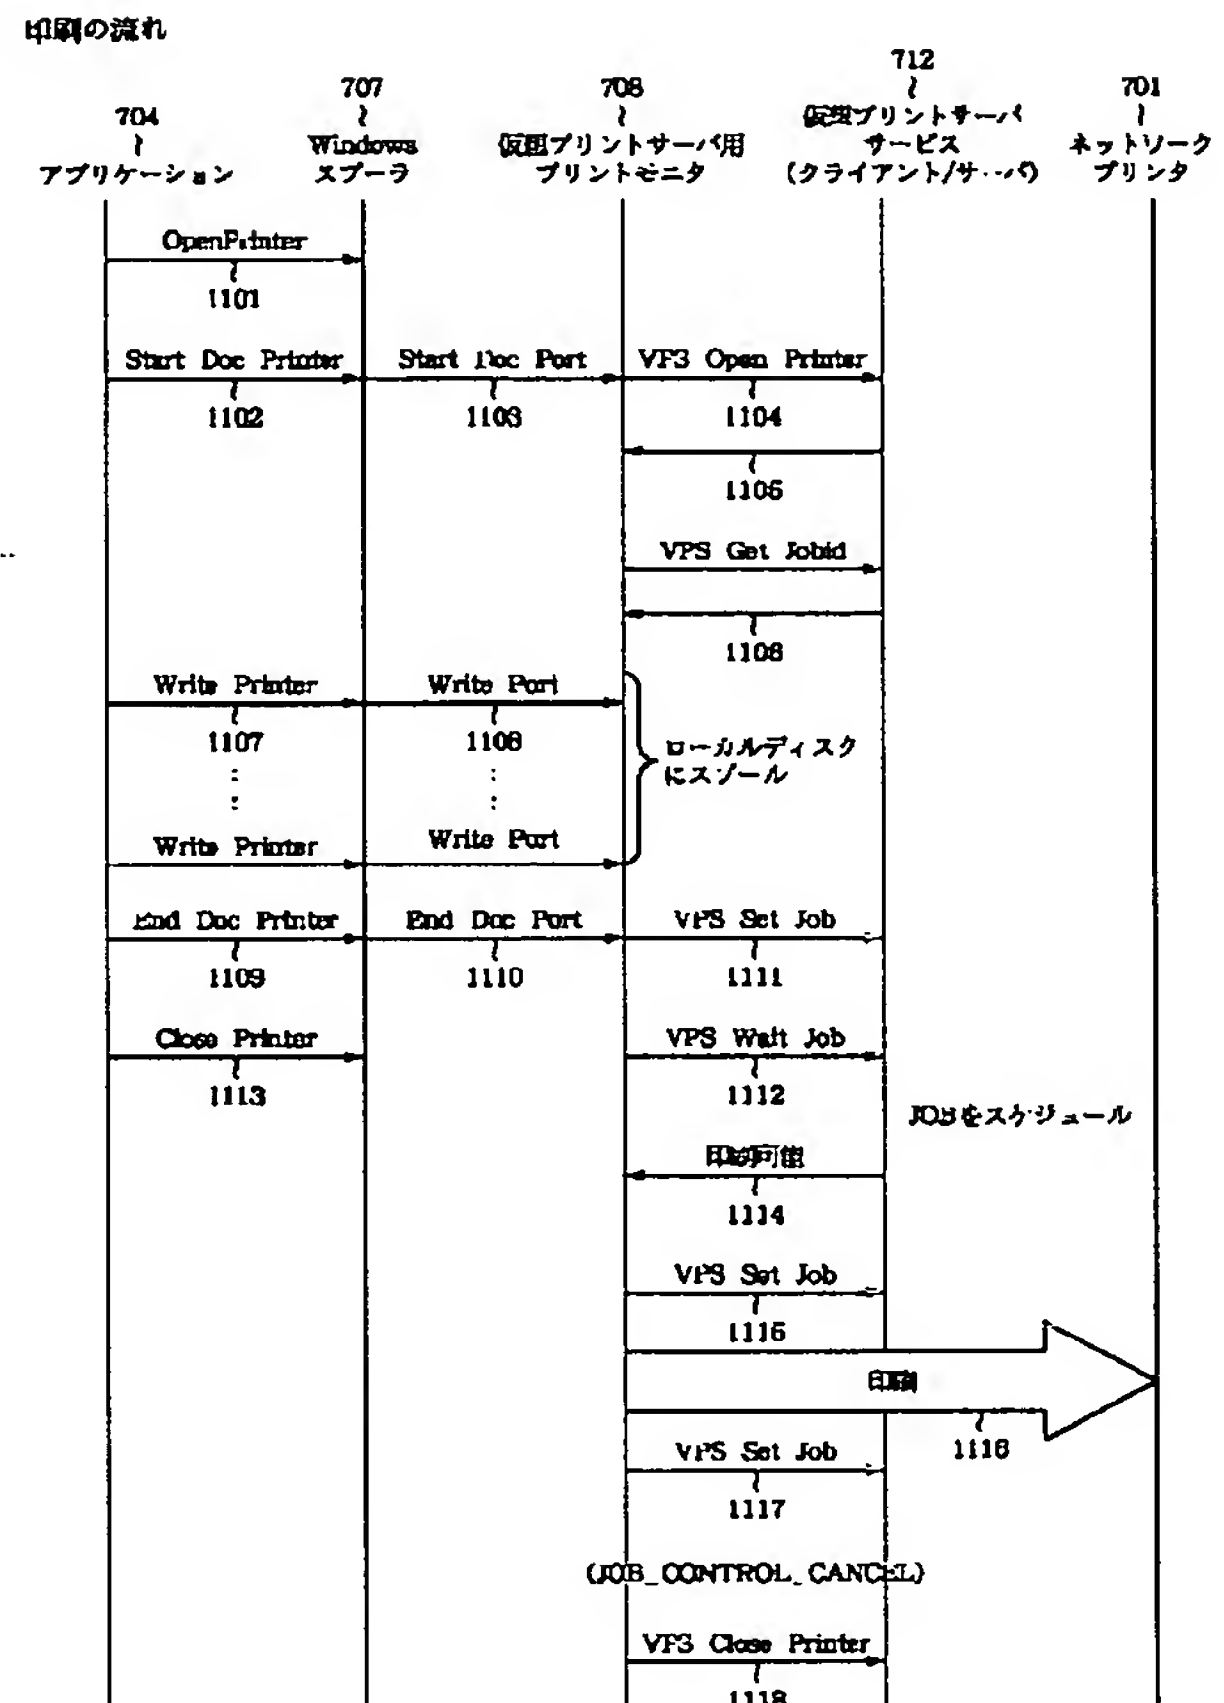 印刷の流れ
712
707
708
701
704
仮想プリントサーバ
Windows
仮想プリントサーバ用
サービス
ネットワーク
アプリケーション
スプーラ
プリントモニタ
(クライアント/サーバ)
プリンタ
OpenPrinter
1101
Start Doc Printer
Start Doc Port
VPS Open Printer
1102
1103
1104
1105
VPS Get Jobid
1106
Write Printer
Write Port
1107
1108
ローカルディスク
にスプール
Write Printer
Write Port
End Doc Printer
End Doc Port
VPS Set Job
1109
1110
1111
Close Printer
VPS Wait Job
1113
1112
JOBをスケジュール
印刷可能
1114
VPS Set Job
1115
印刷
1116
VPS Set Job
1117
(JOB_CONTROL_CANCEL)
VPS Close Printer
1118